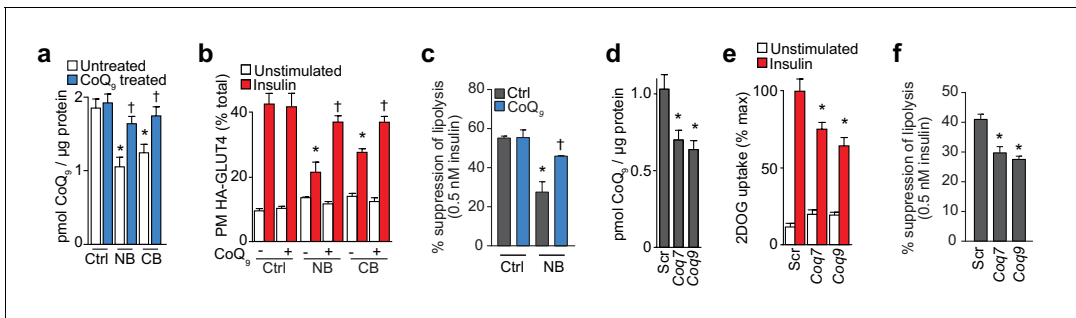 a
Untreated
CoQ9 treated
pmol CoQ9 / µg protein
2
1
0
*
†
*
†
Ctrl NB CB
b
Unstimulated
Insulin
PM HA-GLUT4 (% total)
40
20
0
*
†
*
†
CoQ9
- + - + - +
Ctrl NB CB
c
Ctrl
CoQ9
% suppression of lipolysis
(0.5 nM insulin)
80
60
40
20
0
*
†
Ctrl NB
d
pmol CoQ9 / µg protein
1.0
0.5
0
*
*
Scr
Coq7
Coq9
e
Unstimulated
Insulin
2DOG uptake (% max)
100
50
0
*
*
Scr
Coq7
Coq9
f
% suppression of lipolysis
(0.5 nM insulin)
50
40
30
20
10
0
*
*
Scr
Coq7
Coq9